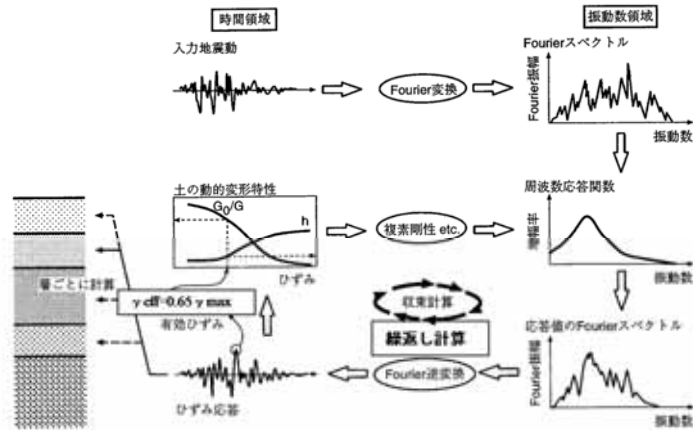 時間領域
振動数領域
入力地震動
Fourierスペクトル
Fourier変換
Fourier振幅
振動数
土の動的変形特性
G₀/G
h
ひずみ
複素剛性 etc.
周波数応答関数
増幅率
振動数
層ごとに計算
γ eff=0.65 γ max
有効ひずみ
収束計算
繰返し計算
応答値のFourierスペクトル
Fourier逆変換
Fourier振幅
振動数
ひずみ応答